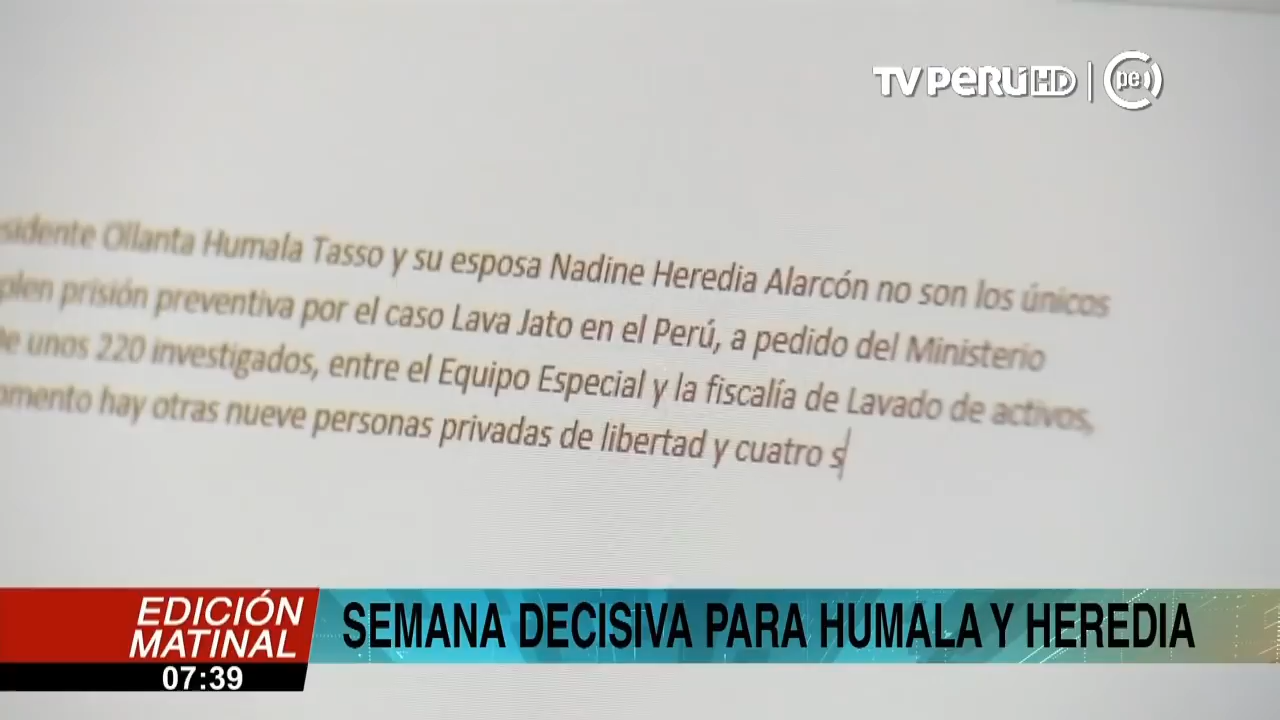 TVPERÚ HD pe
sidente Ollanta Humala Tasso y su esposa Nadine Heredia Alarcón no son los únicos
plen prisión preventiva por el caso Lava Jato en el Perú, a pedido del Ministerio
de unos 220 investigados, entre el Equipo Especial y la fiscalía de Lavado de activos,
omento hay otras nueve personas privadas de libertad y cuatro s
EDICIÓN
MATINAL
07:39
SEMANA DECISIVA PARA HUMALA Y HEREDIA